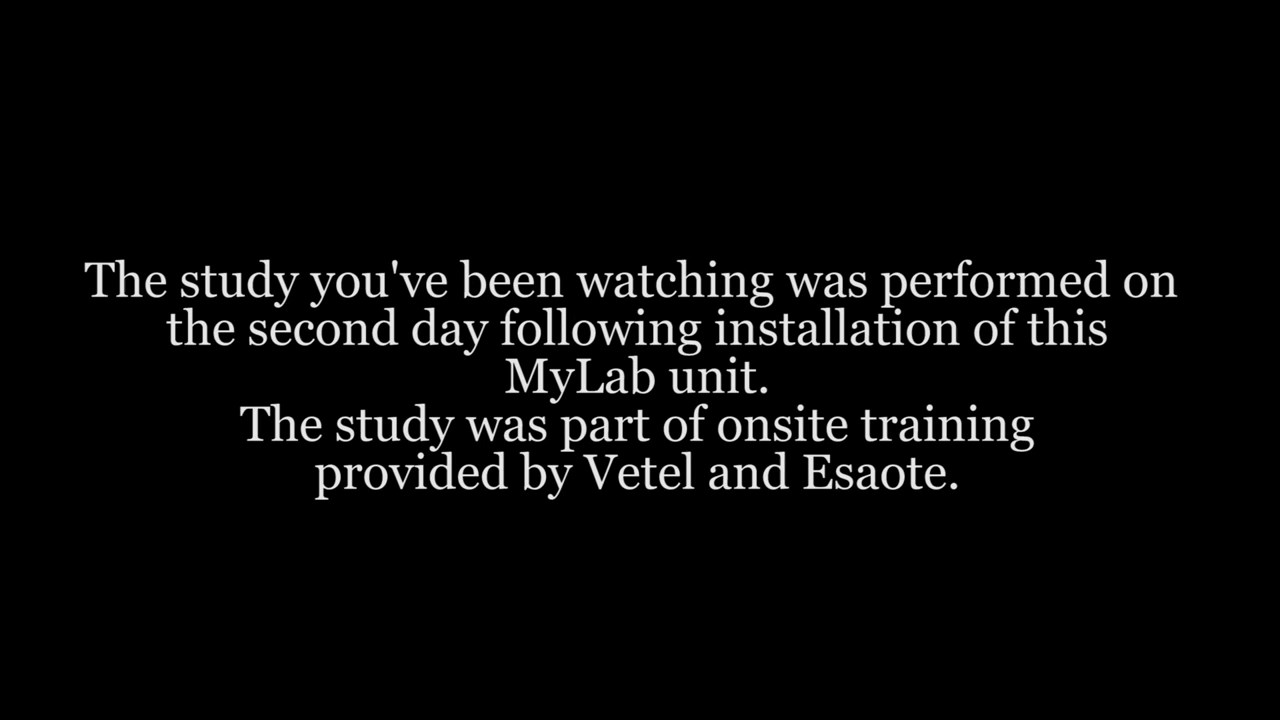 The study you've been watching was performed on
the second day following installation of this
MyLab unit.
The study was part of onsite training
provided by Vetel and Esaote.